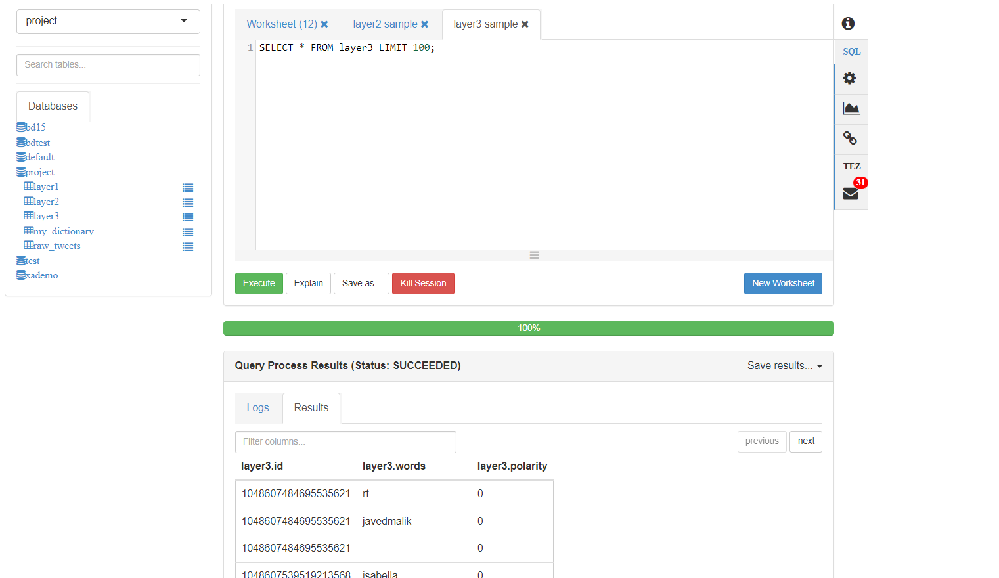 project
Search tables...
Databases
bd15
bdtest
default
project
layer1
layer2
layer3
my_dictionary
raw_tweets
test
xademo
Worksheet (12)
layer2 sample
layer3 sample
1 SELECT * FROM layer3 LIMIT 100;
Execute
Explain
Save as...
Kill Session
New Worksheet
SQL
TEZ
31
100%
Query Process Results (Status: SUCCEEDED)
Save results...
Logs
Results
Filter columns...
previous
next
layer3.id layer3.words layer3.polarity
1048607484695535621 rt 0
1048607484695535621 javedmalik 0
1048607484695535621 0
1048607539519213568 isabella 0